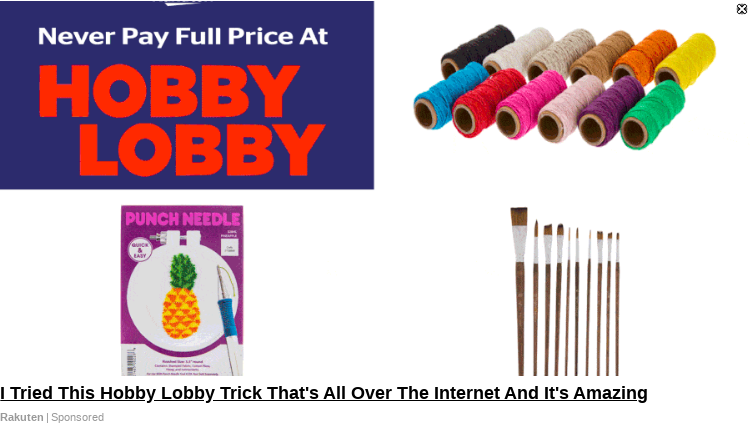 Never Pay Full Price At
HOBBY
LOBBY
PUNCH NEEDLE
QUICK &
EASY
I Tried This Hobby Lobby Trick That's All Over The Internet And It's Amazing
Rakuten | Sponsored